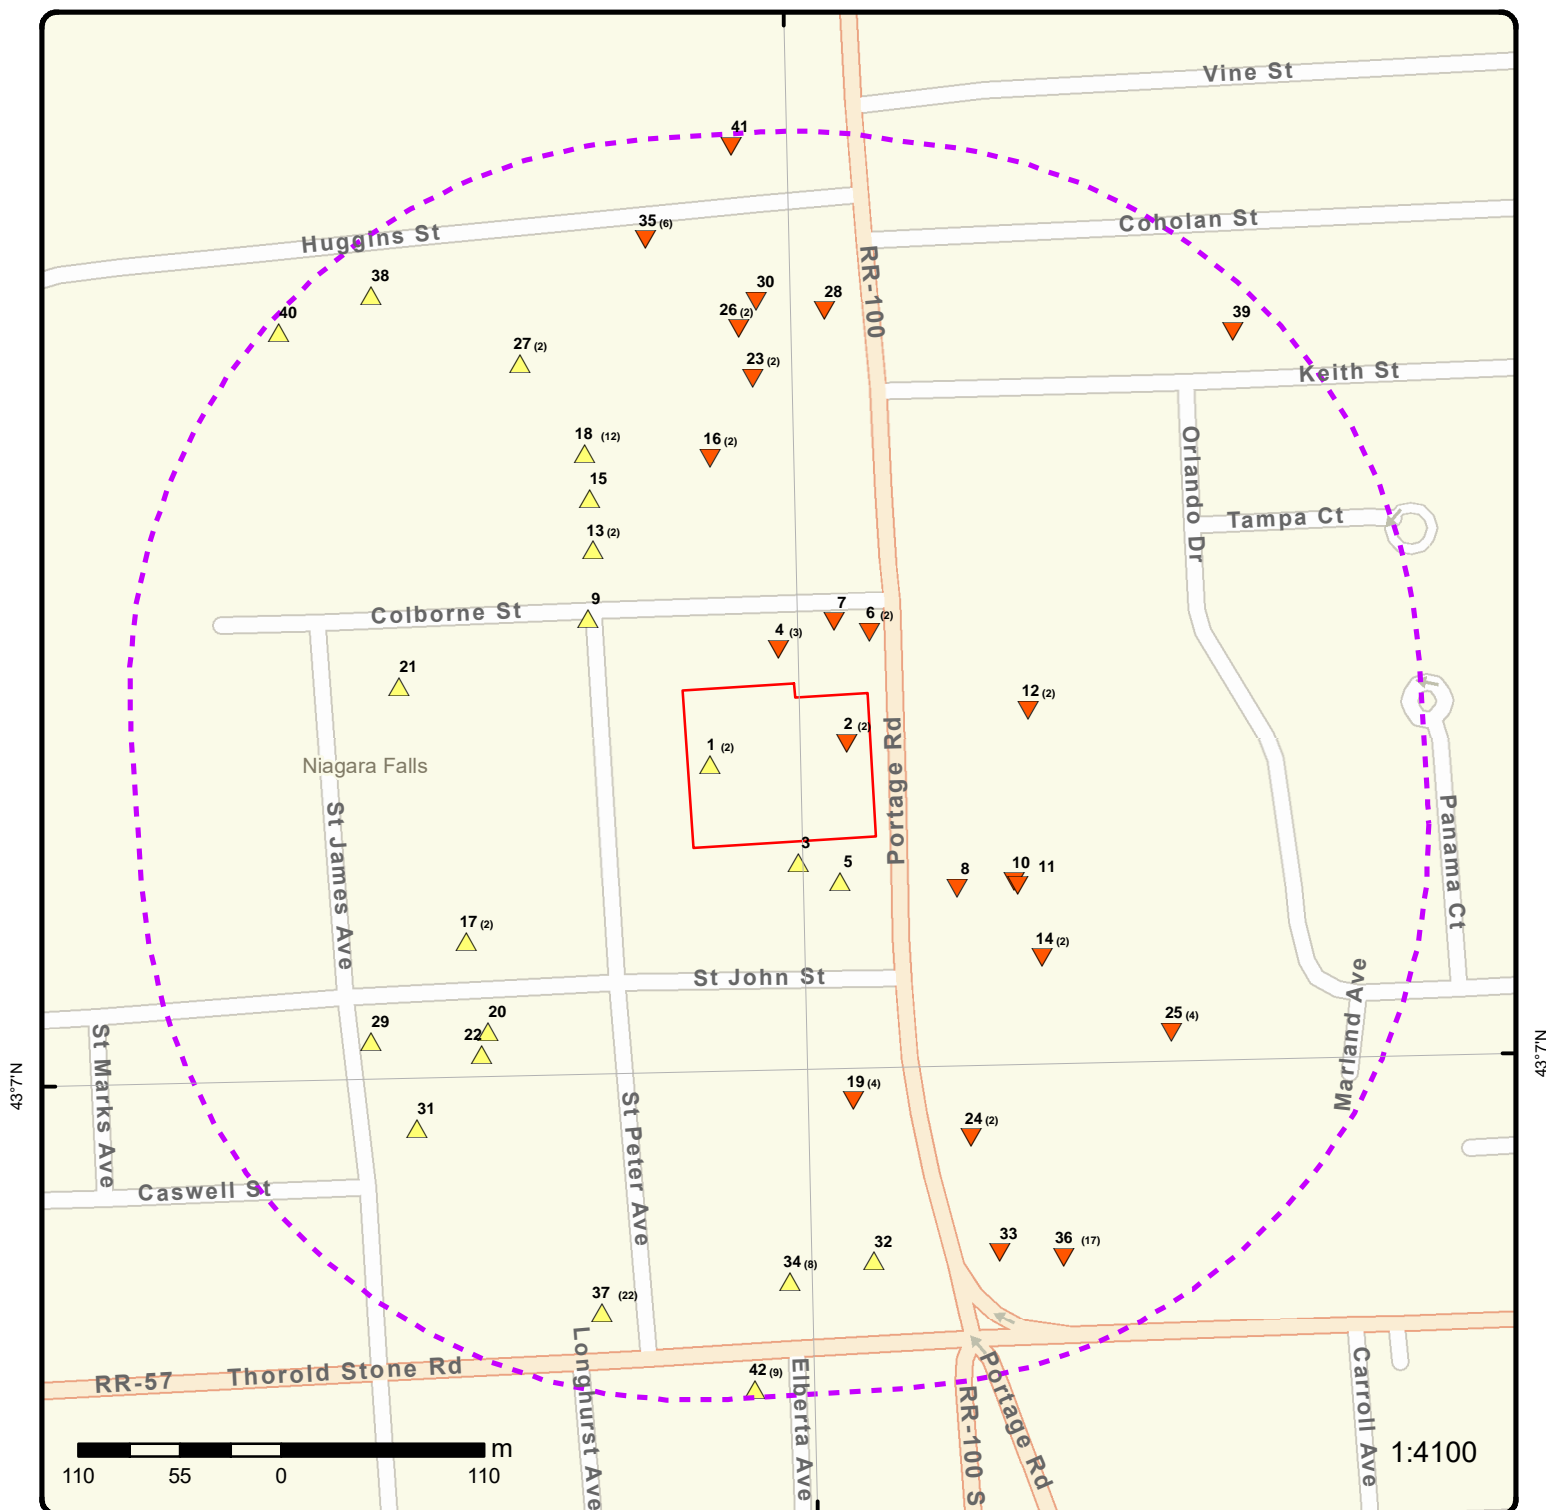 Vine St
41
Coholan St
35 (6)
Huggins St
RR-100
38
30
28
40
26 (2)
39
27 (2)
23 (2)
Keith St
18 (12)
16 (2)
Orlando Dr
15
Tampa Ct
13 (2)
9
7
Colborne St
6 (2)
4 (3)
21
12 (2)
2 (2)
1 (2)
Niagara Falls
Portage Rd
St James Ave
Panama Ct
3
5
8
10
11
17 (2)
14 (2)
St John St
Marland Ave
20
25 (4)
29
22
St Marks Ave
43°7'N
43°7'N
19 (4)
31
St Peter Ave
24 (2)
Caswell St
33
36 (17)
32
34 (8)
37 (22)
RR-57
Thorold Stone Rd
42 (9)
Longhurst Ave
Elberta Ave
Portage Rd
RR-100 S
Carroll Ave
m
110
55
0
110
1:4100